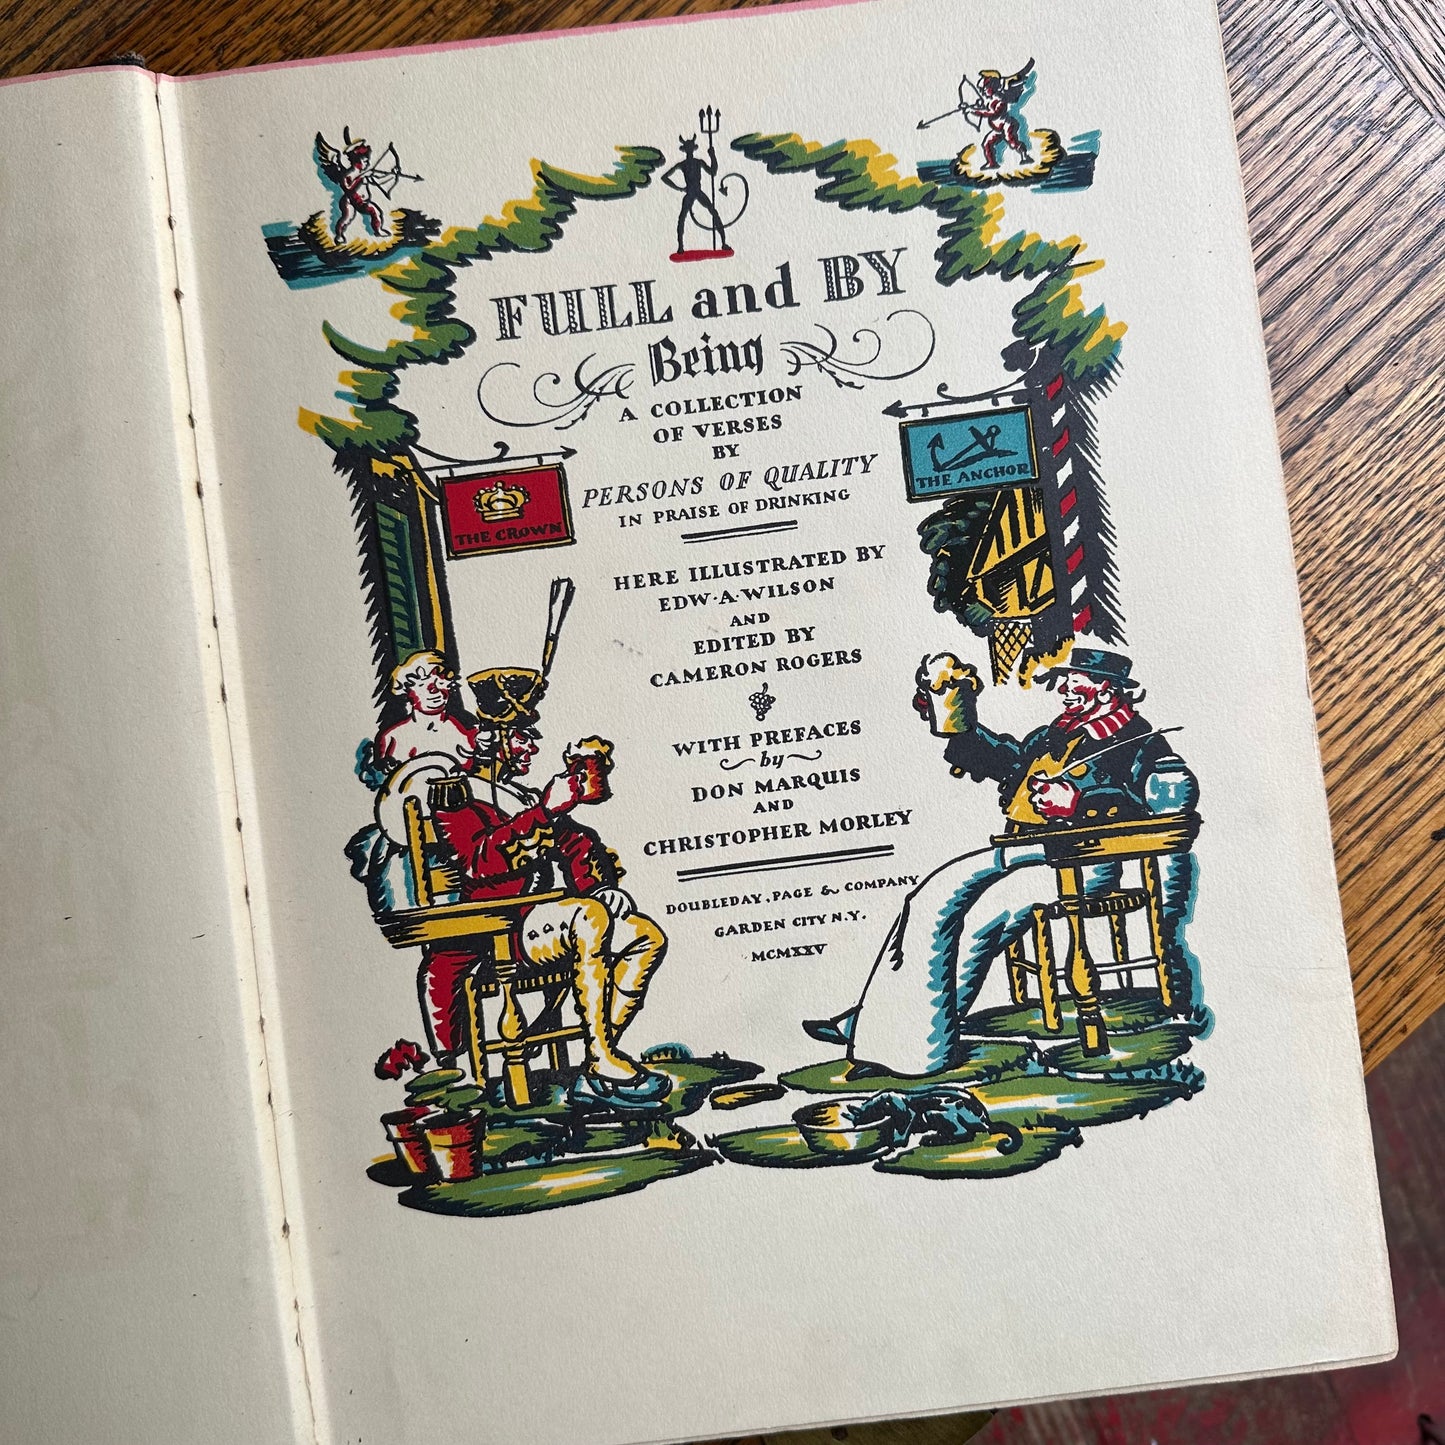 FULL and BY
Being
A COLLECTION
OF VERSES
BY
PERSONS OF QUALITY
IN PRAISE OF DRINKING
THE CROWN
THE ANCHOR
HERE ILLUSTRATED BY
EDW·A·WILSON
AND
EDITED BY
CAMERON ROGERS
WITH PREFACES
by
DON MARQUIS
AND
CHRISTOPHER MORLEY
DOUBLEDAY, PAGE & COMPANY
GARDEN CITY N.Y.
MCMXXV